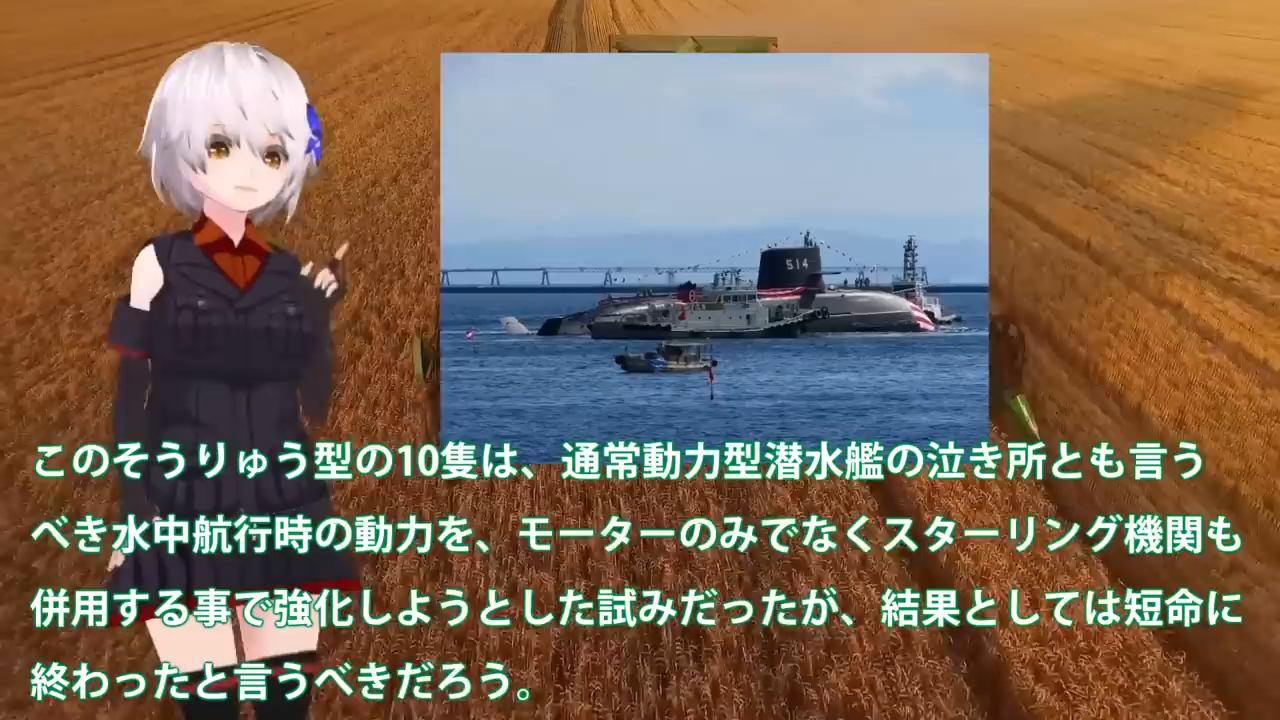 514
このそうりゅう型の10隻は、通常動力型潜水艦の泣き所とも言う
べき水中航行時の動力を、モーターのみでなくスターリング機関も
併用する事で強化しようとした試みだったが、結果としては短命に
終わったと言うべきだろう。